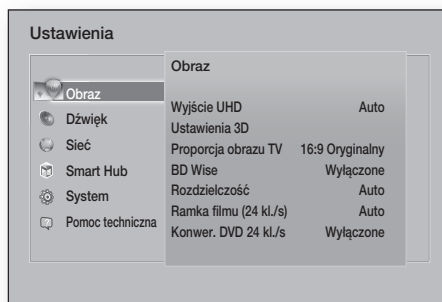 Ustawienia
Obraz
Dźwięk
Sieć
Smart Hub
System
Pomoc techniczna
Obraz
Wyjście UHD Auto
Ustawienia 3D
Proporcja obrazu TV 16:9 Oryginalny
BD Wise Wyłączone
Rozdzielczość Auto
Ramka filmu (24 kl./s) Auto
Konwer. DVD 24 kl./s Wyłączone